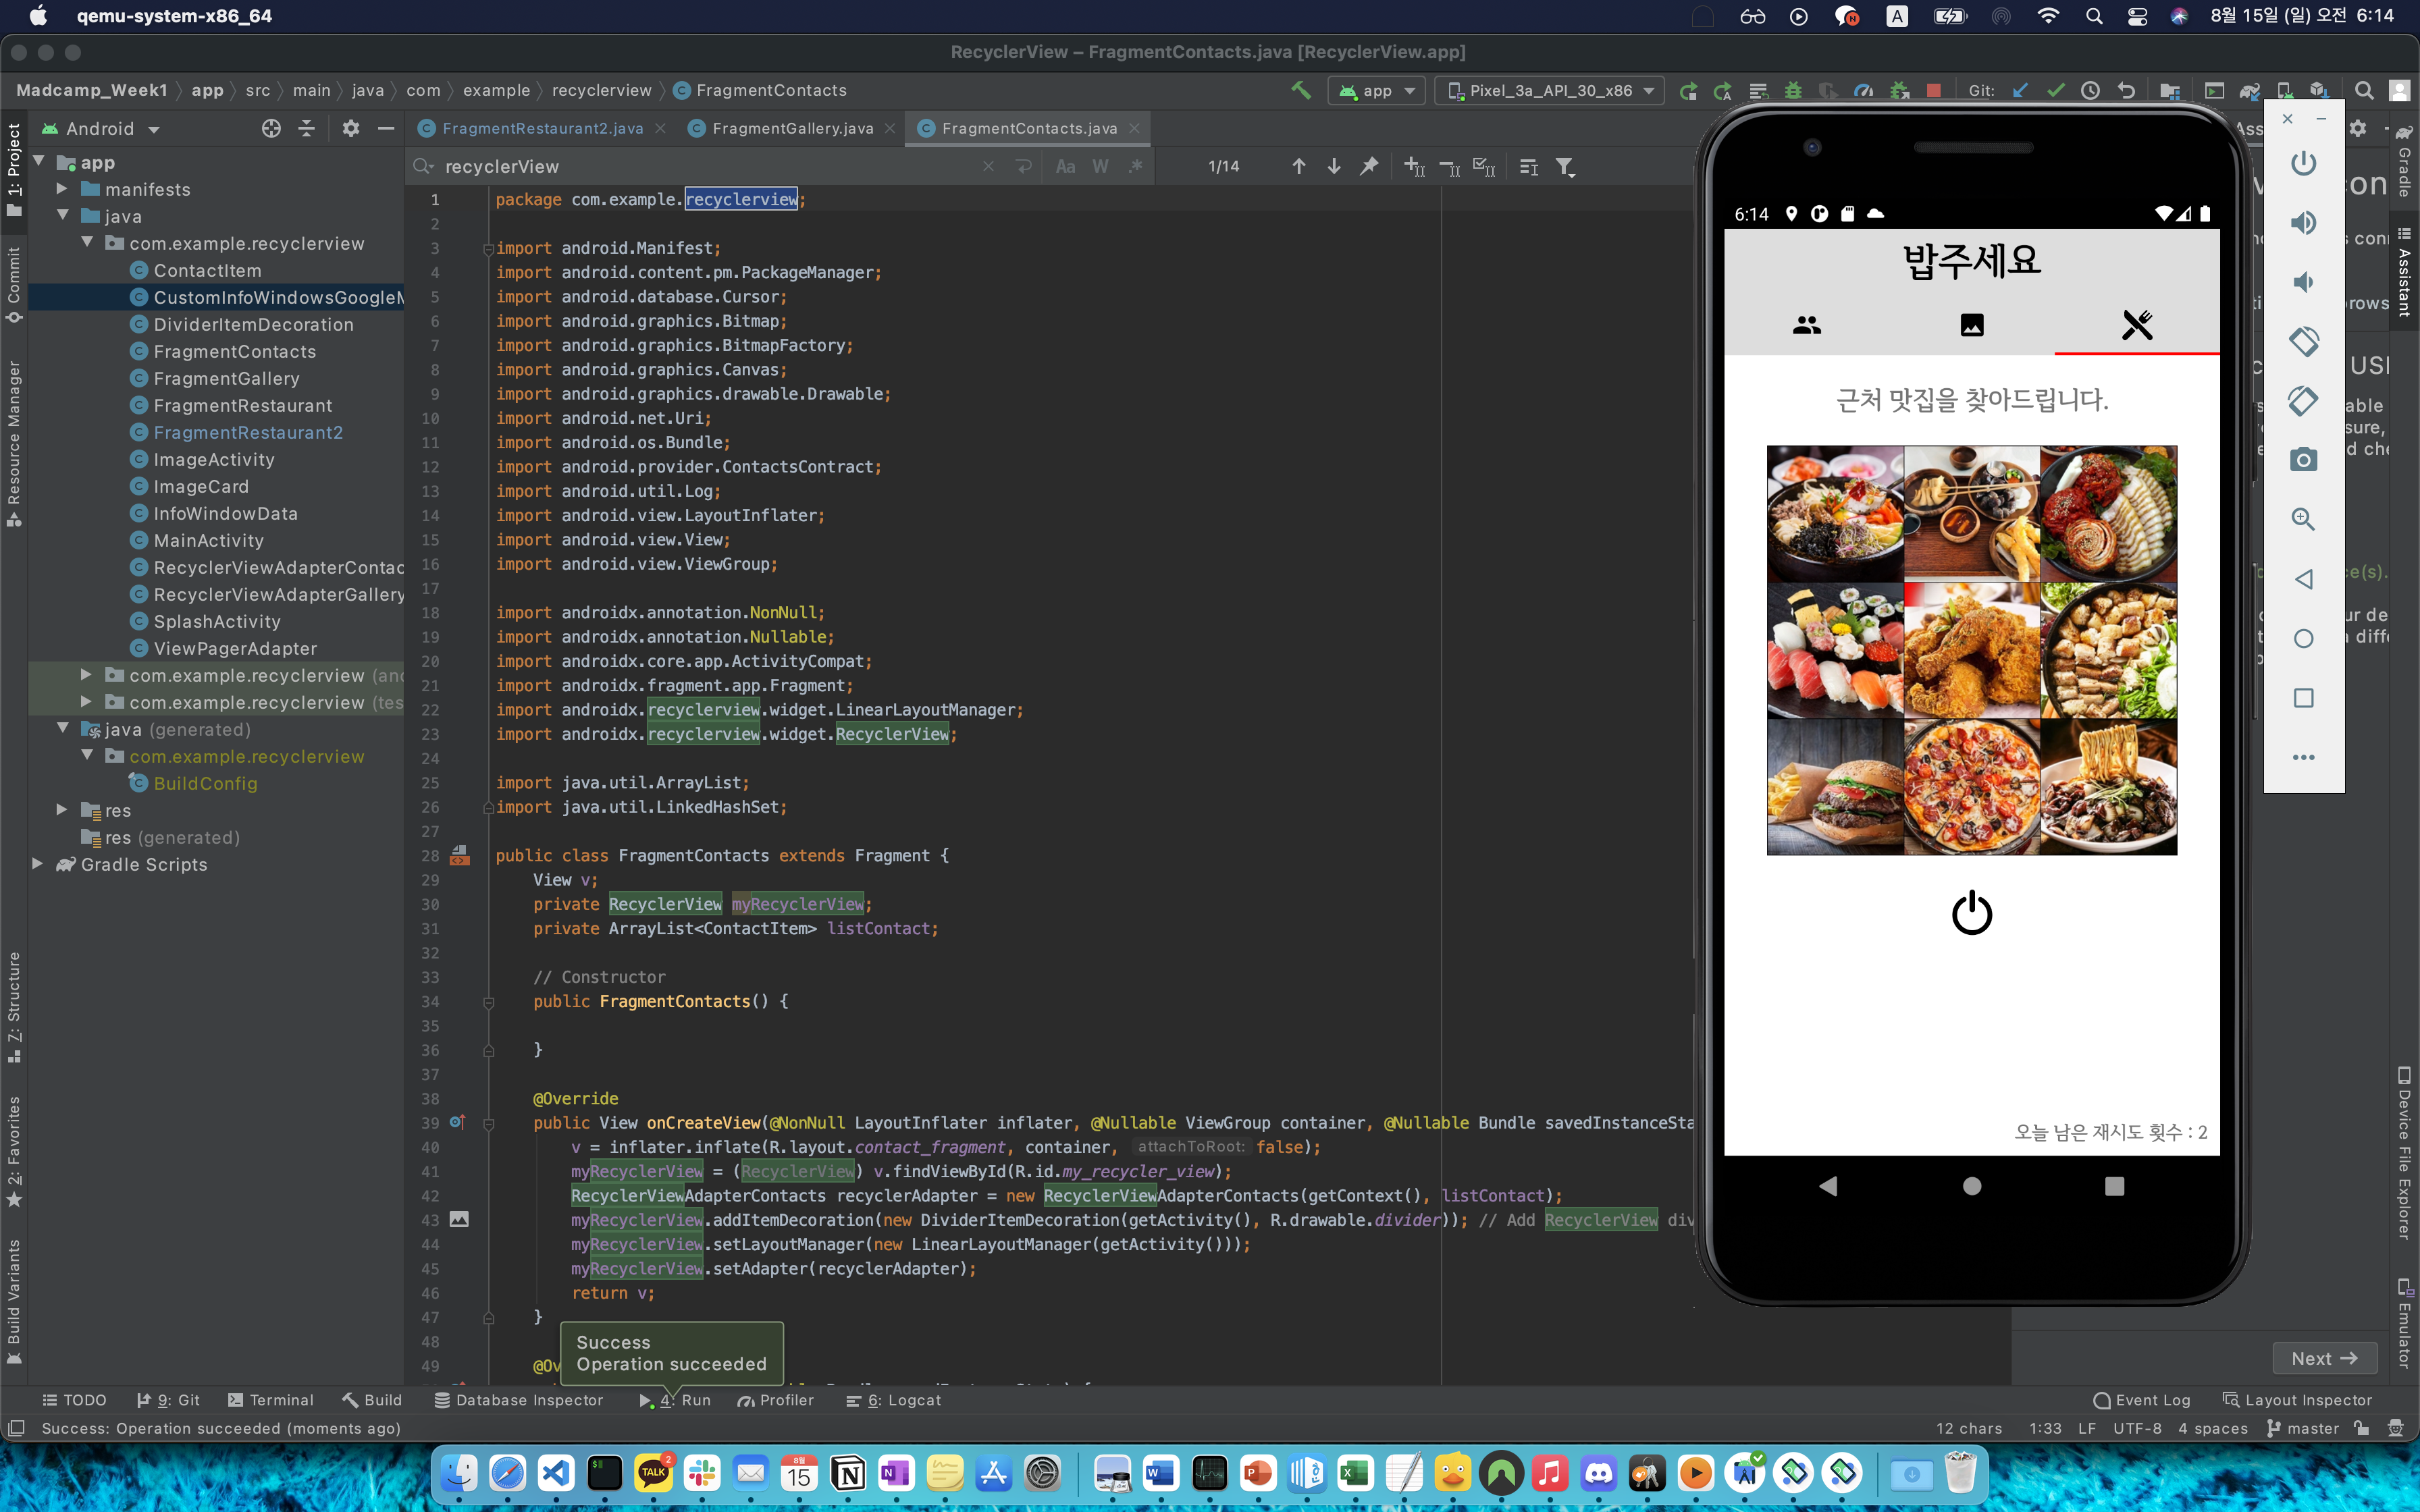 qemu-system-x86_64
A
8월 15일 (일) 오전 6:14
RecyclerView – FragmentContacts.java [RecyclerView.app]
Madcamp_Week1 app src main java com example recyclerview FragmentContacts
app
Pixel_3a_API_30_x86
Git:
1: Project
Commit
Resource Manager
7: Structure
2: Favorites
Build Variants
Android
app
manifests
java
com.example.recyclerview
ContactItem
CustomInfoWindowsGoogleM
DividerItemDecoration
FragmentContacts
FragmentGallery
FragmentRestaurant
FragmentRestaurant2
ImageActivity
ImageCard
InfoWindowData
MainActivity
RecyclerViewAdapterContac
RecyclerViewAdapterGallery
SplashActivity
ViewPagerAdapter
com.example.recyclerview (and
com.example.recyclerview (tes
java (generated)
com.example.recyclerview
BuildConfig
res
res (generated)
Gradle Scripts
FragmentRestaurant2.java
FragmentGallery.java
FragmentContacts.java
recyclerView
Aa W .*
1/14
1 package com.example.recyclerview;
2
3 import android.Manifest;
4 import android.content.pm.PackageManager;
5 import android.database.Cursor;
6 import android.graphics.Bitmap;
7 import android.graphics.BitmapFactory;
8 import android.graphics.Canvas;
9 import android.graphics.drawable.Drawable;
10 import android.net.Uri;
11 import android.os.Bundle;
12 import android.provider.ContactsContract;
13 import android.util.Log;
14 import android.view.LayoutInflater;
15 import android.view.View;
16 import android.view.ViewGroup;
17
18 import androidx.annotation.NonNull;
19 import androidx.annotation.Nullable;
20 import androidx.core.app.ActivityCompat;
21 import androidx.fragment.app.Fragment;
22 import androidx.recyclerview.widget.LinearLayoutManager;
23 import androidx.recyclerview.widget.RecyclerView;
24
25 import java.util.ArrayList;
26 import java.util.LinkedHashSet;
27
28 public class FragmentContacts extends Fragment {
29 View v;
30 private RecyclerView myRecyclerView;
31 private ArrayList<ContactItem> listContact;
32
33 // Constructor
34 public FragmentContacts() {
35
36 }
37
38 @Override
39 public View onCreateView(@NonNull LayoutInflater inflater, @Nullable ViewGroup container, @Nullable Bundle savedInstanceSta
40 v = inflater.inflate(R.layout.contact_fragment, container, attachToRoot: false);
41 myRecyclerView = (RecyclerView) v.findViewById(R.id.my_recycler_view);
42 RecyclerViewAdapterContacts recyclerAdapter = new RecyclerViewAdapterContacts(getContext(), listContact);
43 myRecyclerView.addItemDecoration(new DividerItemDecoration(getActivity(), R.drawable.divider)); // Add RecyclerView div
44 myRecyclerView.setLayoutManager(new LinearLayoutManager(getActivity()));
45 myRecyclerView.setAdapter(recyclerAdapter);
46 return v;
47 }
48
49 @Ov
Success
Operation succeeded
6:14
밥주세요
근처 맛집을 찾아드립니다.
오늘 남은 재시도 횟수 : 2
Gradle
Assistant
Device File Explorer
Emulator
Next
TODO 9: Git Terminal Build Database Inspector 4: Run Profiler 6: Logcat
Event Log Layout Inspector
Success: Operation succeeded (moments ago)
12 chars 1:33 LF UTF-8 4 spaces master
TALK
2
8월
15